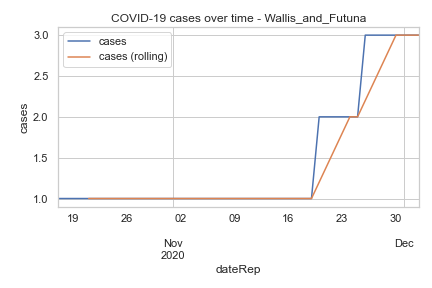 COVID-19 cases over time - Wallis_and_Futuna
cases
cases (rolling)
3.0
2.5
2.0
1.5
1.0
cases
19 26 02 09 16 23 30
Nov Dec
2020
dateRep